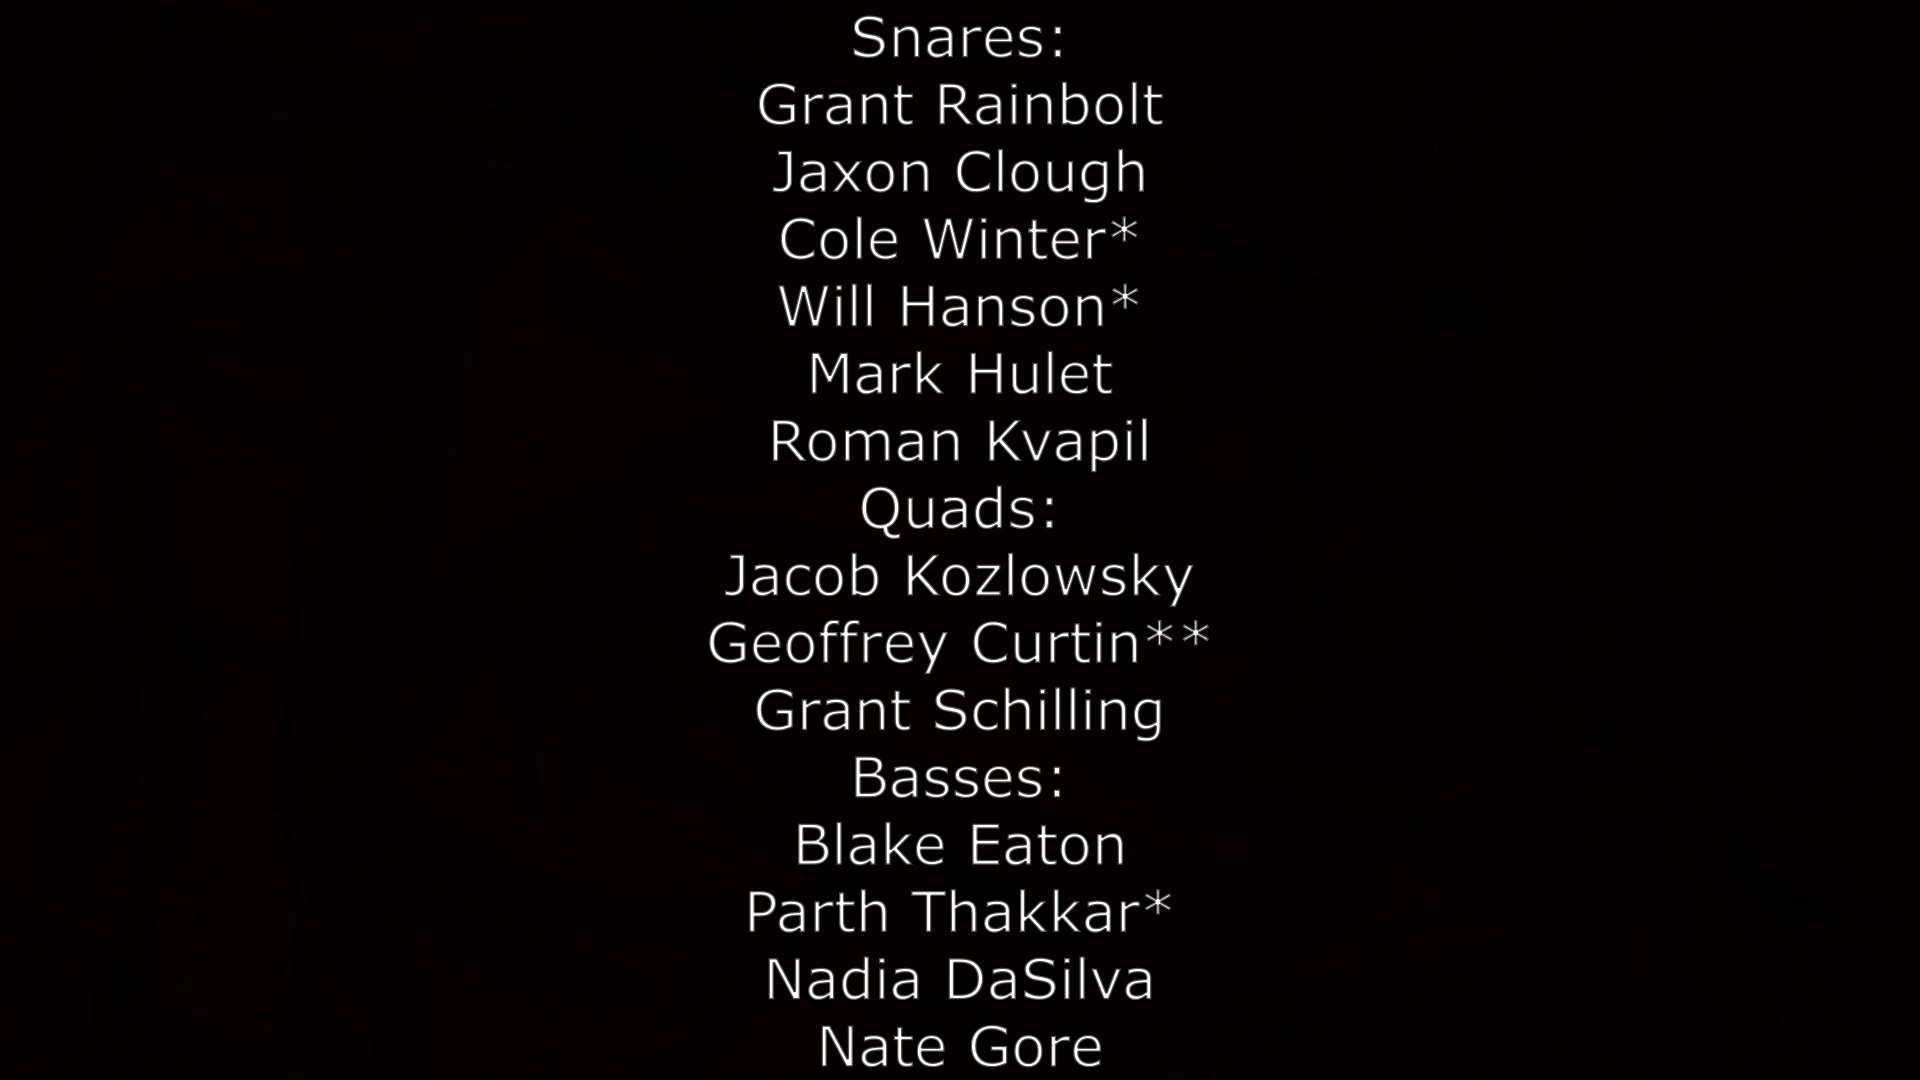 Snares:
Grant Rainbolt
Jaxon Clough
Cole Winter*
Will Hanson*
Mark Hulet
Roman Kvapil
Quads:
Jacob Kozlowsky
Geoffrey Curtin**
Grant Schilling
Basses:
Blake Eaton
Parth Thakkar*
Nadia DaSilva
Nate Gore